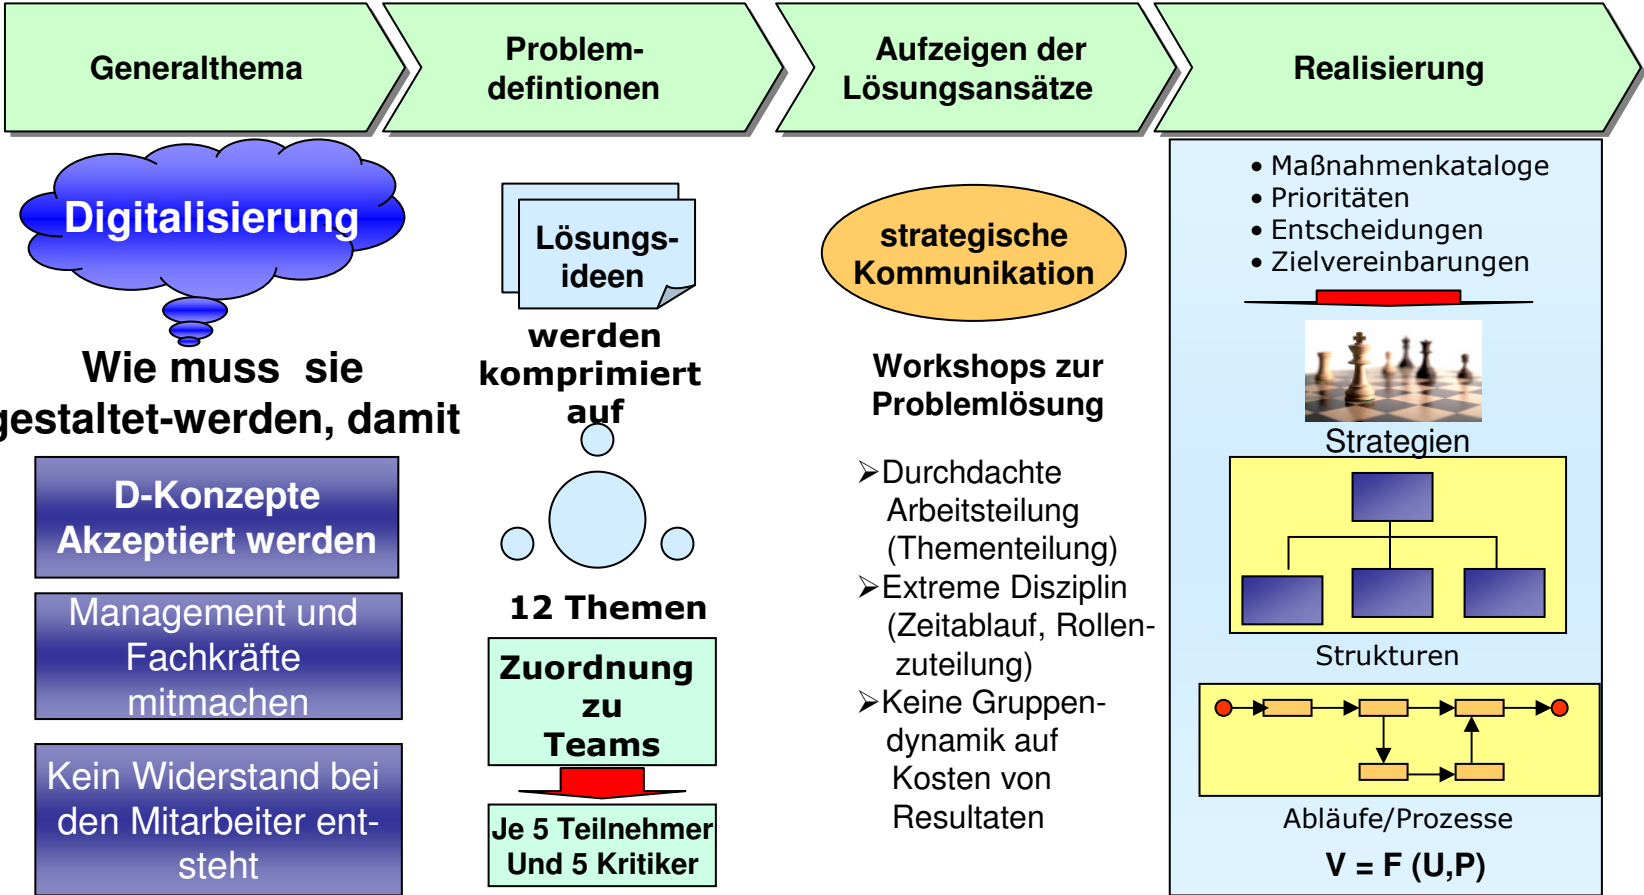 Generalthema
Problem-
defintionen
Aufzeigen der
Lösungsansätze
Realisierung
Digitalisierung
Wie muss sie
gestaltet-werden, damit
D-Konzepte
Akzeptiert werden
Management und
Fachkräfte
mitmachen
Kein Widerstand bei
den Mitarbeiter ent-
steht
Lösungs-
ideen
werden
komprimiert
auf
12 Themen
Zuordnung
zu
Teams
Je 5 Teilnehmer
Und 5 Kritiker
strategische
Kommunikation
Workshops zur
Problemlösung
➢Durchdachte
Arbeitsteilung
(Thementeilung)
➢Extreme Disziplin
(Zeitablauf, Rollen-
zuteilung)
➢Keine Gruppen-
dynamik auf
Kosten von
Resultaten
• Maßnahmenkataloge
• Prioritäten
• Entscheidungen
• Zielvereinbarungen
Strategien
Strukturen
Abläufe/Prozesse
V = F (U,P)